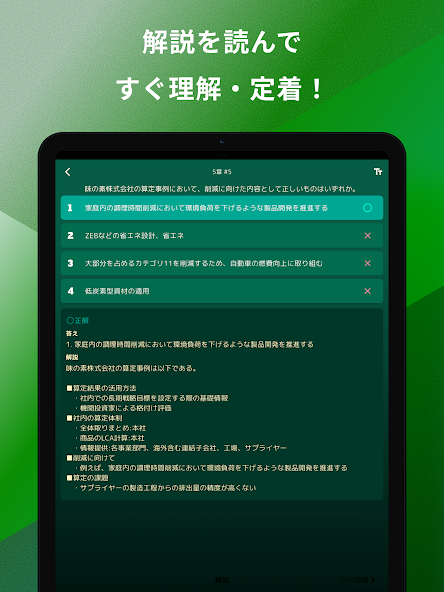 解説を読んで
すぐ理解・定着！
5章 #5
味の素株式会社の算定事例において、削減に向けた内容として正しいものはいずれか。
1 家庭内の調理時間削減において環境負荷を下げるような製品開発を推進する
2 ZEBなどの省エネ設計、省エネ
3 大部分を占めるカテゴリ11を削減するため、自動車の燃費向上に取り組む
4 低炭素型資材の適用
正解
答え
1. 家庭内の調理時間削減において環境負荷を下げるような製品開発を推進する
解説
味の素株式会社の算定事例は以下である。
■算定結果の活用方法
・社内での長期戦略目標を設定する際の基礎情報
・機関投資家による格付け評価
■社内の算定体制
・全体取りまとめ:本社
・商品のLCA計算:本社
・情報提供:各事業部門、海外含む連結子会社、工場、サプライヤー
■削減に向けて
・例えば、家庭内の調理時間削減において環境負荷を下げるような製品開発を推進する
■算定の課題
・サプライヤーの製造工程からの排出量の精度が高くない